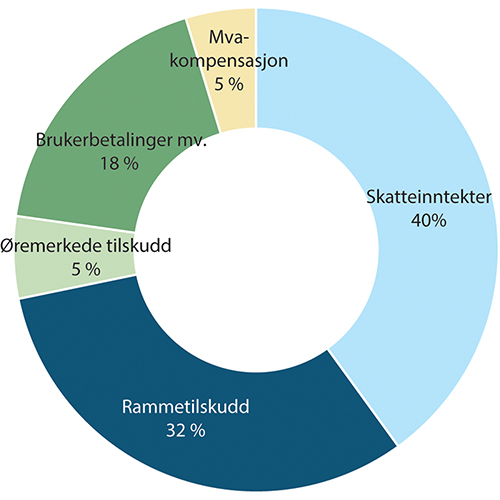 Mva-
kompensasjon
5 %
Brukerbetalinger mv.
18 %
Skatteinntekter
40%
Øremerkede tilskudd
5 %
Rammetilskudd
32 %